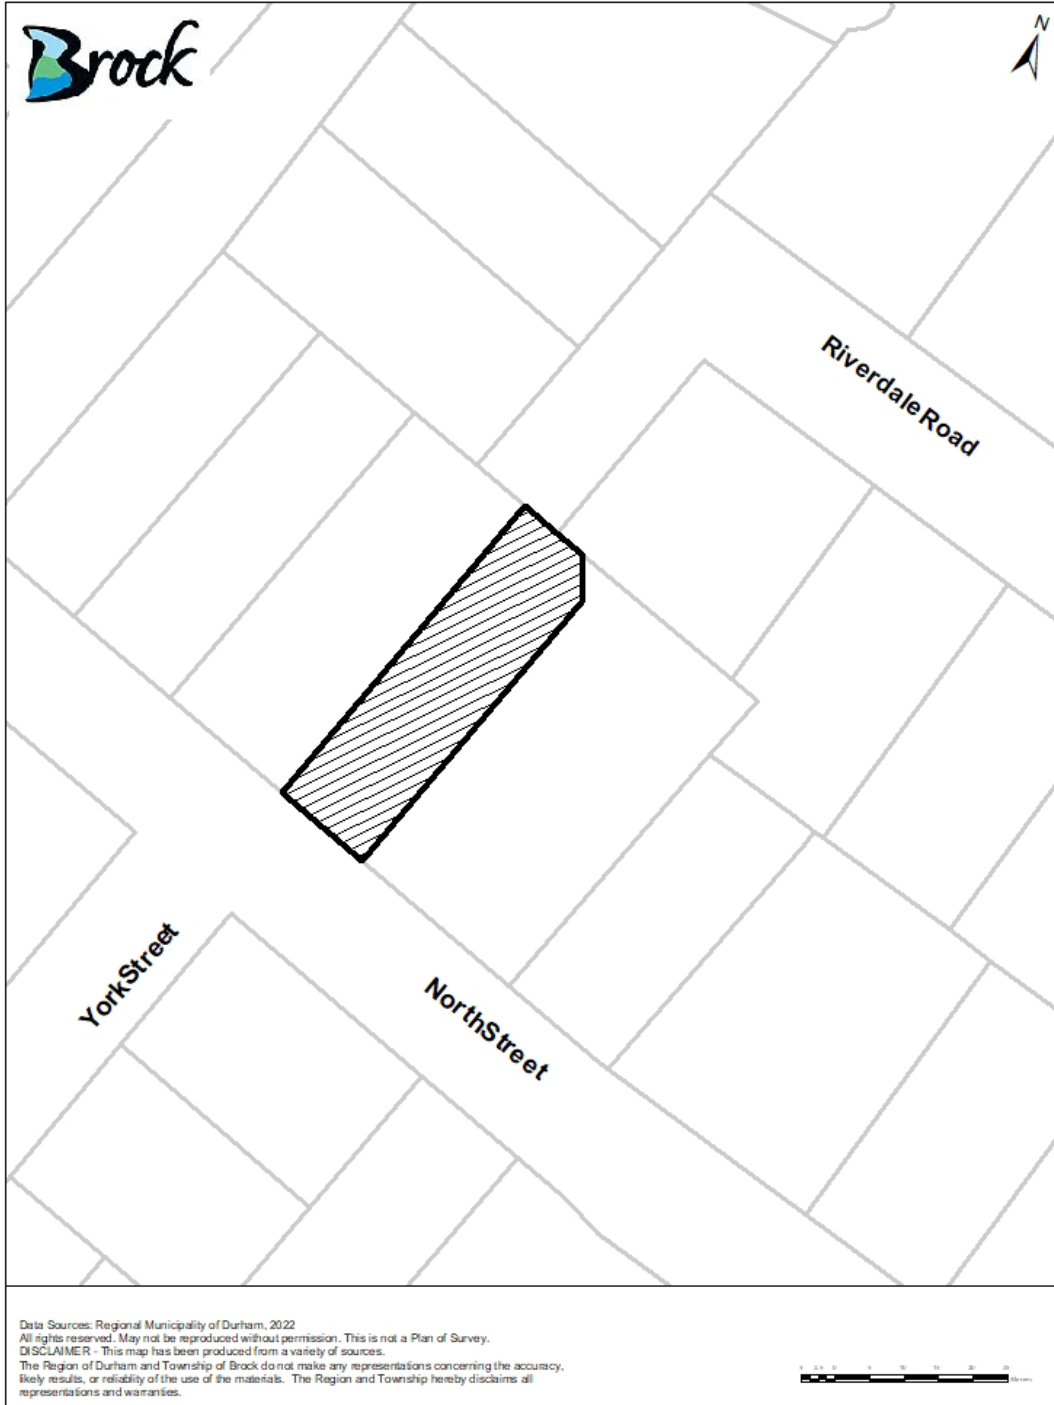 Brock
N
Riverdale Road
York Street
North Street
Data Sources: Regional Municipality of Durham, 2022
All rights reserved. May not be reproduced without permission. This is not a Plan of Survey.
DISCLAIMER - This map has been produced from a variety of sources.
The Region of Durham and Township of Brock do not make any representations concerning the accuracy,
likely results, or reliablity of the use of the materials. The Region and Township hereby disclaims all
representations and warranties.